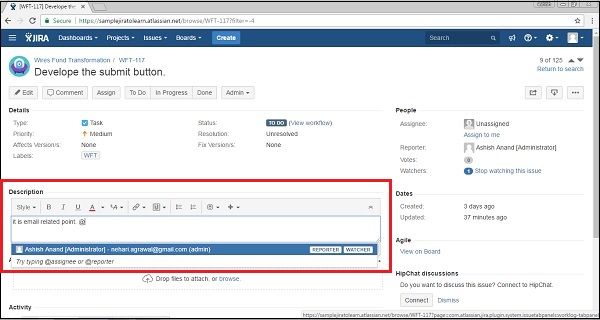 [WFT-117] Develope the
Secure | https://samplejiratolearn.atlassian.net/browse/WFT-117?filter=-4
JIRA Dashboards Projects Issues Boards Create Search
Wires Fund Transformation / WFT-117
9 of 125
Develope the submit button.
Return to search
Edit Comment Assign To Do In Progress Done Admin
Details
People
Type: Task
Status: TO DO (View workflow)
Assignee: Unassigned
Assign to me
Priority: Medium
Resolution: Unresolved
Affects Version/s: None
Fix Version/s: None
Reporter: Ashish Anand [Administrator]
Labels: WFT
Votes: 0
Watchers: 1 Stop watching this issue
Description
Dates
Style B I U A A
Created: 3 days ago
Updated: 37 minutes ago
it is email related point. @
Agile
View on Board
Ashish Anand [Administrator] - nehari.agrawal@gmail.com (admin) REPORTER WATCHER
Try typing @assignee or @reporter
HipChat discussions
Drop files to attach, or browse.
Do you want to discuss this issue? Connect to HipChat.
Connect Dismiss
Activity
https://samplejiratolearn.atlassian.net/browse/WFT-117?page=com.atlassian.jira.plugin.system.issuetabpanels:worklog-tabpanel